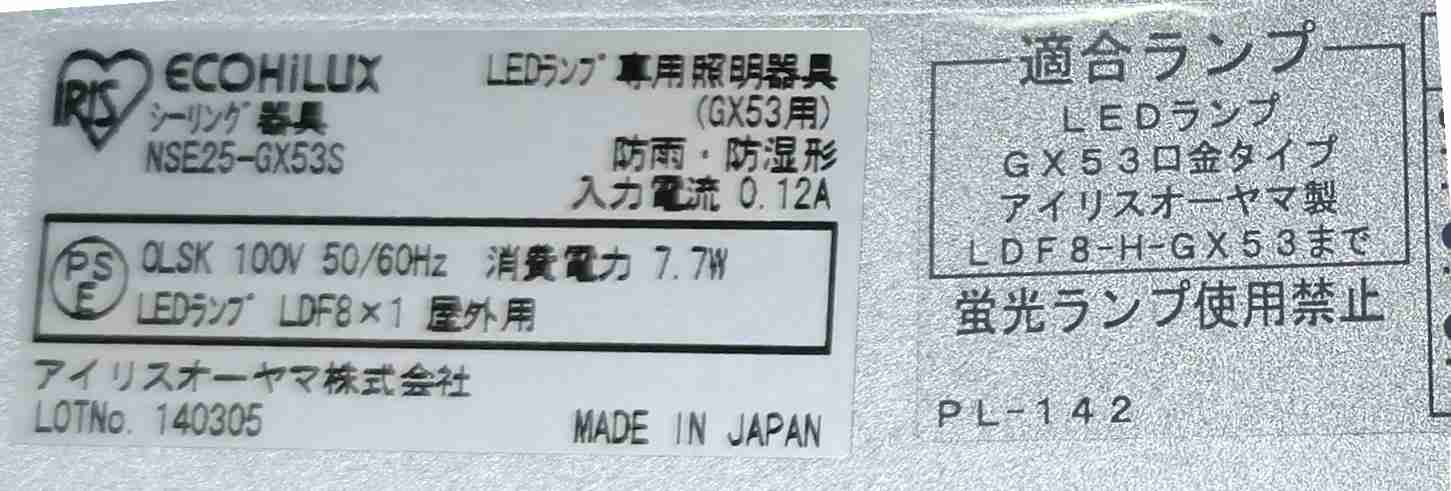 IRIS ECOHiLUX
シーリング器具
NSE25-GX53S
LEDランプ専用照明器具
(GX53用)
防雨・防湿形
入力電流 0.12A
PSE OLSK 100V 50/60Hz 消費電力 7.7W
LEDランプ LDF8×1 屋外用
アイリスオーヤマ株式会社
LOTNo. 140305 MADE IN JAPAN
適合ランプ
LEDランプ
GX53口金タイプ
アイリスオーヤマ製
LDF8-H-GX53まで
蛍光ランプ使用禁止
PL-142